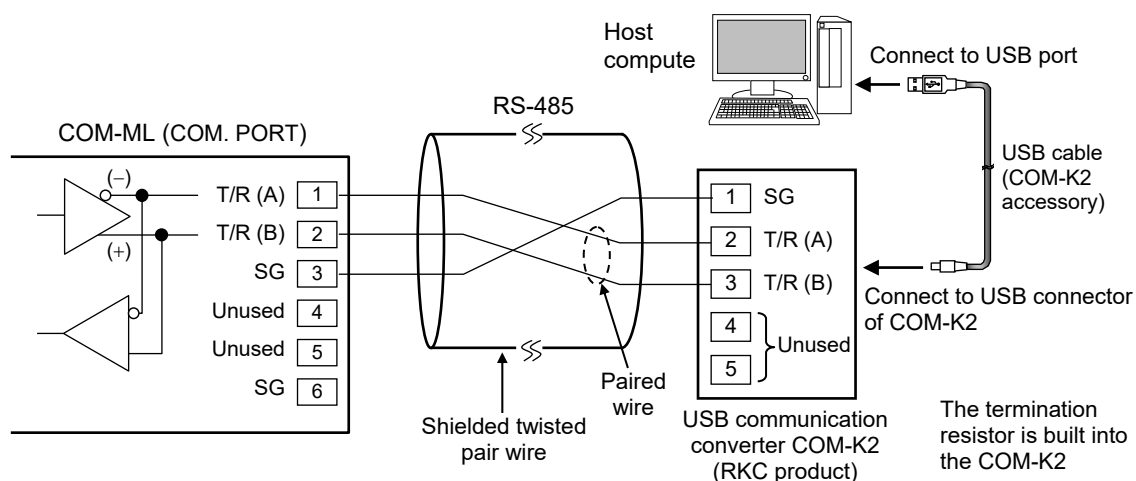 Host
compute
Connect to USB port
RS-485
COM-ML (COM. PORT)
USB cable
(COM-K2
accessory)
(−)
T/R (A) 1
T/R (B) 2
(+)
SG 3
Unused 4
Unused 5
SG 6
1 SG
2 T/R (A)
3 T/R (B)
4
5
Unused
Connect to USB connector
of COM-K2
Paired
wire
Shielded twisted
pair wire
USB communication
converter COM-K2
(RKC product)
The termination
resistor is built into
the COM-K2